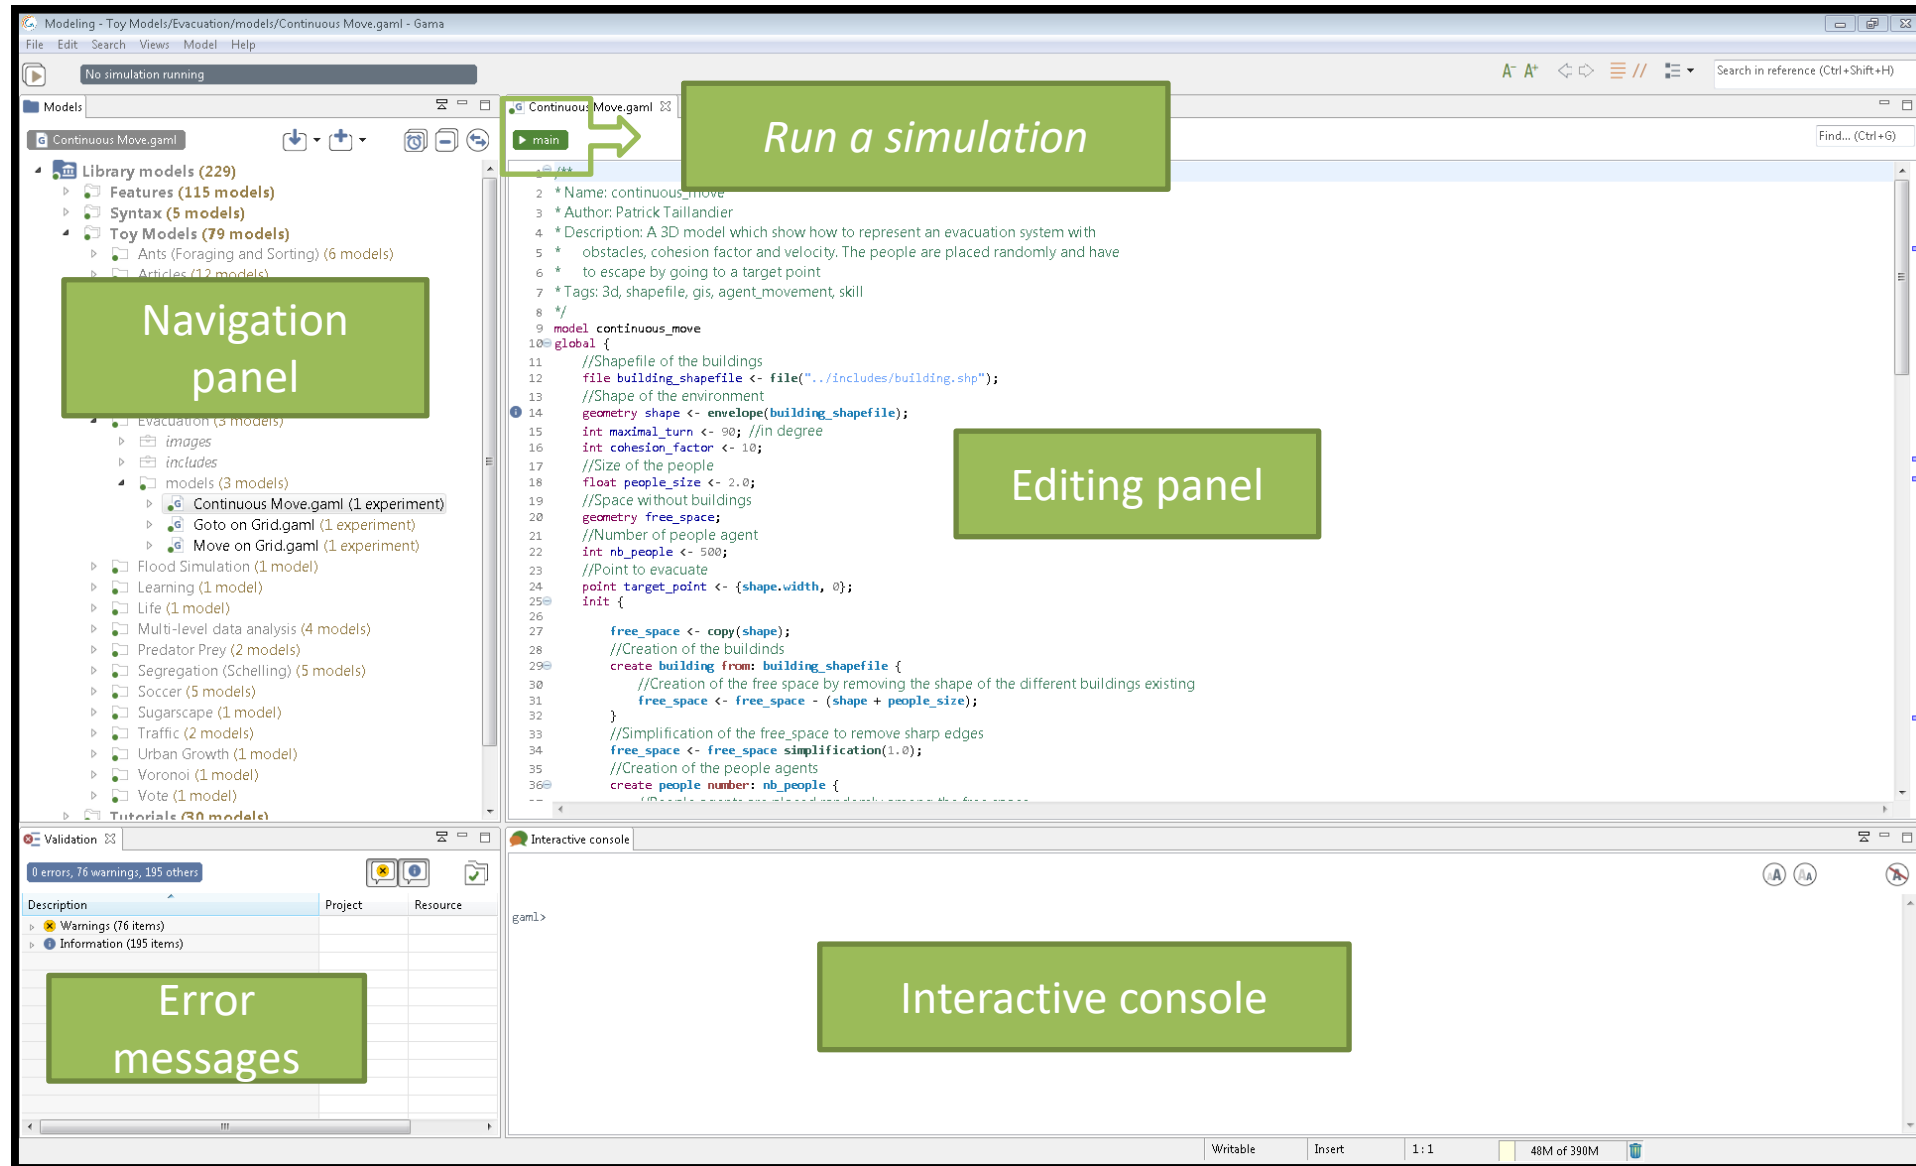 Modeling - Toy Models/Evacuation/models/Continuous Move.gaml - Gama
File Edit Search Views Model Help
No simulation running
A- A+
Search in reference (Ctrl+Shift+H)
Models
Continuous Move.gaml
Library models (229)
Features (115 models)
Syntax (5 models)
Toy Models (79 models)
Ants (Foraging and Sorting) (6 models)
Articles (12 models)
Navigation
panel
Evacuation (3 models)
images
includes
models (3 models)
Continuous Move.gaml (1 experiment)
Goto on Grid.gaml (1 experiment)
Move on Grid.gaml (1 experiment)
Flood Simulation (1 model)
Learning (1 model)
Life (1 model)
Multi-level data analysis (4 models)
Predator Prey (2 models)
Segregation (Schelling) (5 models)
Soccer (5 models)
Sugarscape (1 model)
Traffic (2 models)
Urban Growth (1 model)
Voronoi (1 model)
Vote (1 model)
Tutorials (30 models)
Continuous Move.gaml
main
Run a simulation
Find... (Ctrl+G)
1 /**
2 * Name: continuous_move
3 * Author: Patrick Taillandier
4 * Description: A 3D model which show how to represent an evacuation system with
5 * obstacles, cohesion factor and velocity. The people are placed randomly and have
6 * to escape by going to a target point
7 * Tags: 3d, shapefile, gis, agent_movement, skill
8 */
9 model continuous_move
10 global {
11 //Shapefile of the buildings
12 file building_shapefile <- file("../includes/building.shp");
13 //Shape of the environment
14 geometry shape <- envelope(building_shapefile);
15 int maximal_turn <- 90; //in degree
16 int cohesion_factor <- 10;
17 //Size of the people
18 float people_size <- 2.0;
19 //Space without buildings
20 geometry free_space;
21 //Number of people agent
22 int nb_people <- 500;
23 //Point to evacuate
24 point target_point <- {shape.width, 0};
25 init {
26
27 free_space <- copy(shape);
28 //Creation of the buildinds
29 create building from: building_shapefile {
30 //Creation of the free space by removing the shape of the different buildings existing
31 free_space <- free_space - (shape + people_size);
32 }
33 //Simplification of the free_space to remove sharp edges
34 free_space <- free_space simplification(1.0);
35 //Creation of the people agents
36 create people number: nb_people {
Editing panel
Validation
0 errors, 76 warnings, 195 others
Description Project Resource
Warnings (76 items)
Information (195 items)
Error
messages
Interactive console
gaml>
Interactive console
Writable Insert 1:1 48M of 390M